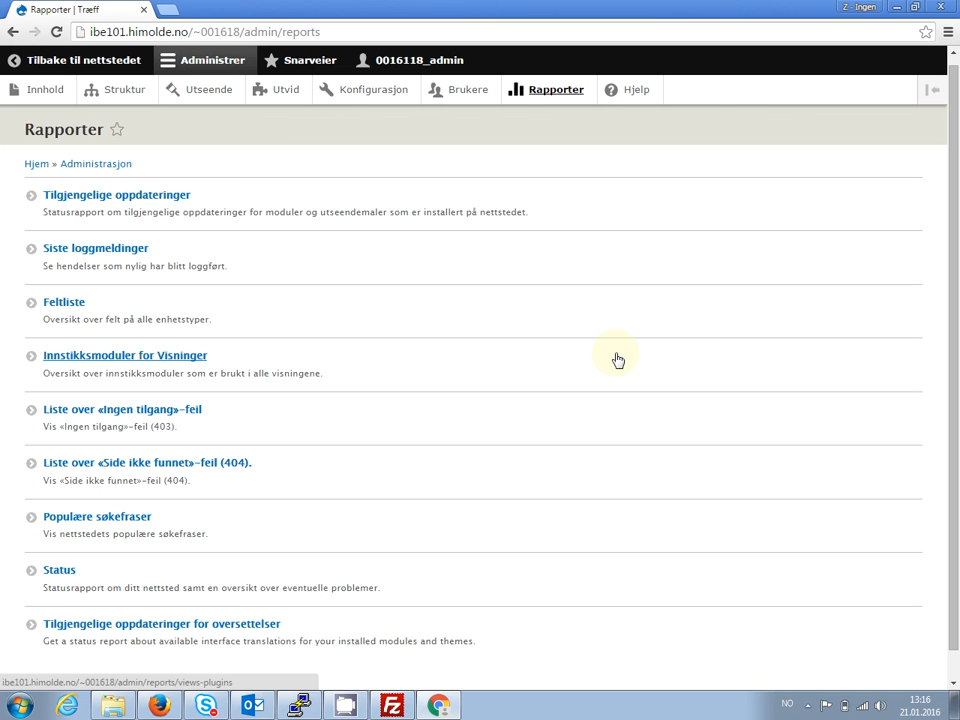 Rapporter | Træff
Z - Ingen
ibe101.himolde.no/~001618/admin/reports
Tilbake til nettstedet Administrer Snarveier 0016118_admin
Innhold Struktur Utseende Utvid Konfigurasjon Brukere Rapporter Hjelp
Rapporter
Hjem » Administrasjon
Tilgjengelige oppdateringer
Statusrapport om tilgjengelige oppdateringer for moduler og utseendemaler som er installert på nettstedet.
Siste loggmeldinger
Se hendelser som nylig har blitt loggført.
Feltliste
Oversikt over felt på alle enhetstyper.
Innstikksmoduler for Visninger
Oversikt over innstikksmoduler som er brukt i alle visningene.
Liste over «Ingen tilgang»-feil
Vis «Ingen tilgang»-feil (403).
Liste over «Side ikke funnet»-feil (404).
Vis «Side ikke funnet»-feil (404).
Populære søkefraser
Vis nettstedets populære søkefraser.
Status
Statusrapport om ditt nettsted samt en oversikt over eventuelle problemer.
Tilgjengelige oppdateringer for oversettelser
Get a status report about available interface translations for your installed modules and themes.
ibe101.himolde.no/~001618/admin/reports/views-plugins
NO
13:16
21.01.2016